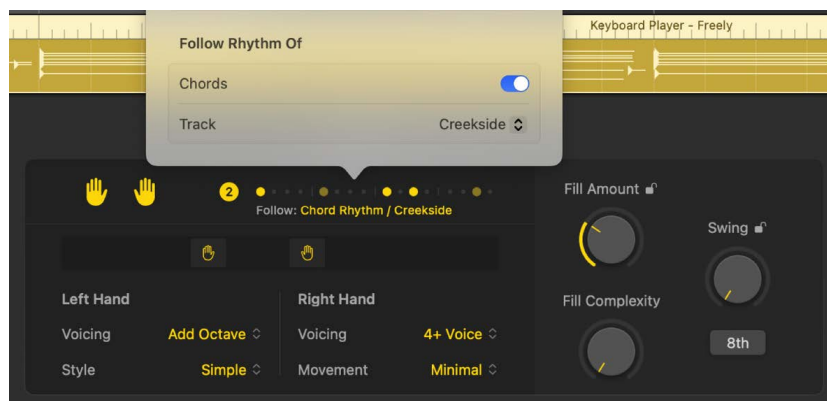 Keyboard Player - Freely
Follow Rhythm Of
Chords
Track Creekside
2
Follow: Chord Rhythm / Creekside
Fill Amount
Swing
Left Hand Right Hand
Fill Complexity
Voicing Add Octave Voicing 4+ Voice
8th
Style Simple Movement Minimal